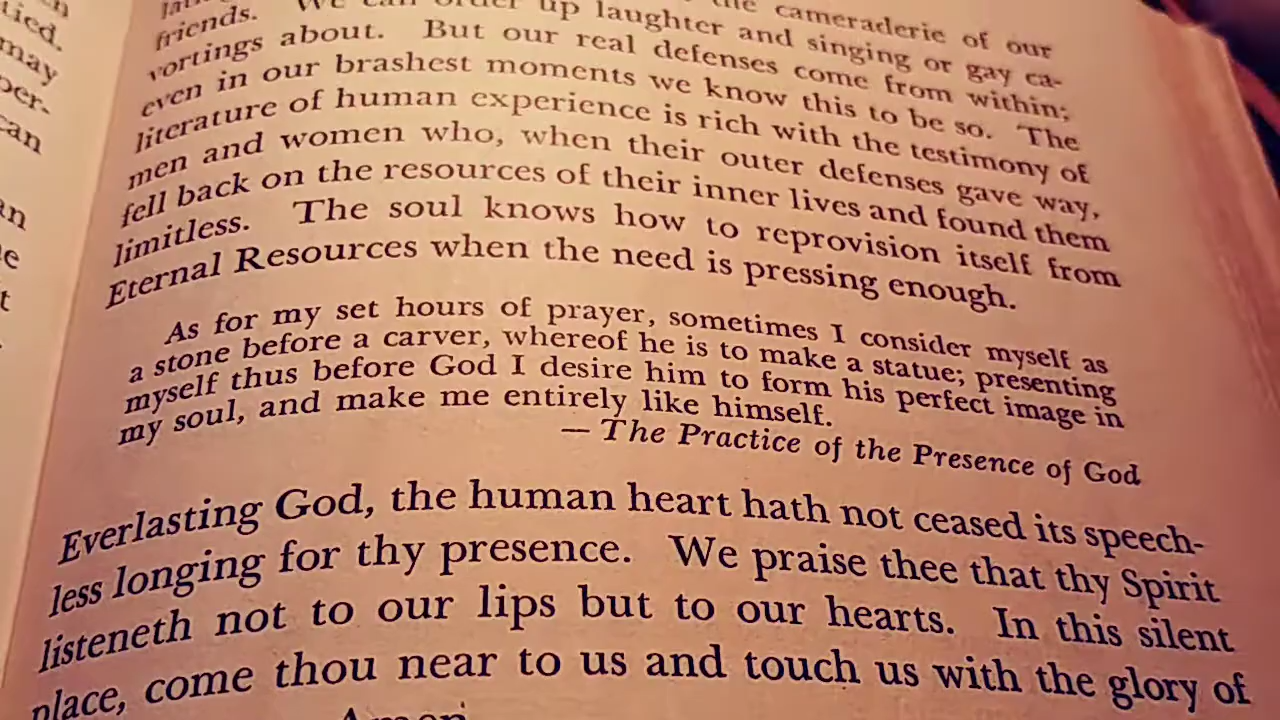 tied.
may
can
the cameraderie of our
friends. We can order up laughter and singing or gay ca-
vortings about. But our real defenses come from within;
even in our brashest moments we know this to be so. The
literature of human experience is rich with the testimony of
men and women who, when their outer defenses gave way,
fell back on the resources of their inner lives and found them
limitless. The soul knows how to reprovision itself from
Eternal Resources when the need is pressing enough.
As for my set hours of prayer, sometimes I consider myself as
a stone before a carver, whereof he is to make a statue; presenting
myself thus before God I desire him to form his perfect image in
my soul, and make me entirely like himself.
— The Practice of the Presence of God
Everlasting God, the human heart hath not ceased its speech-
less longing for thy presence. We praise thee that thy Spirit
listeneth not to our lips but to our hearts. In this silent
place, come thou near to us and touch us with the glory of